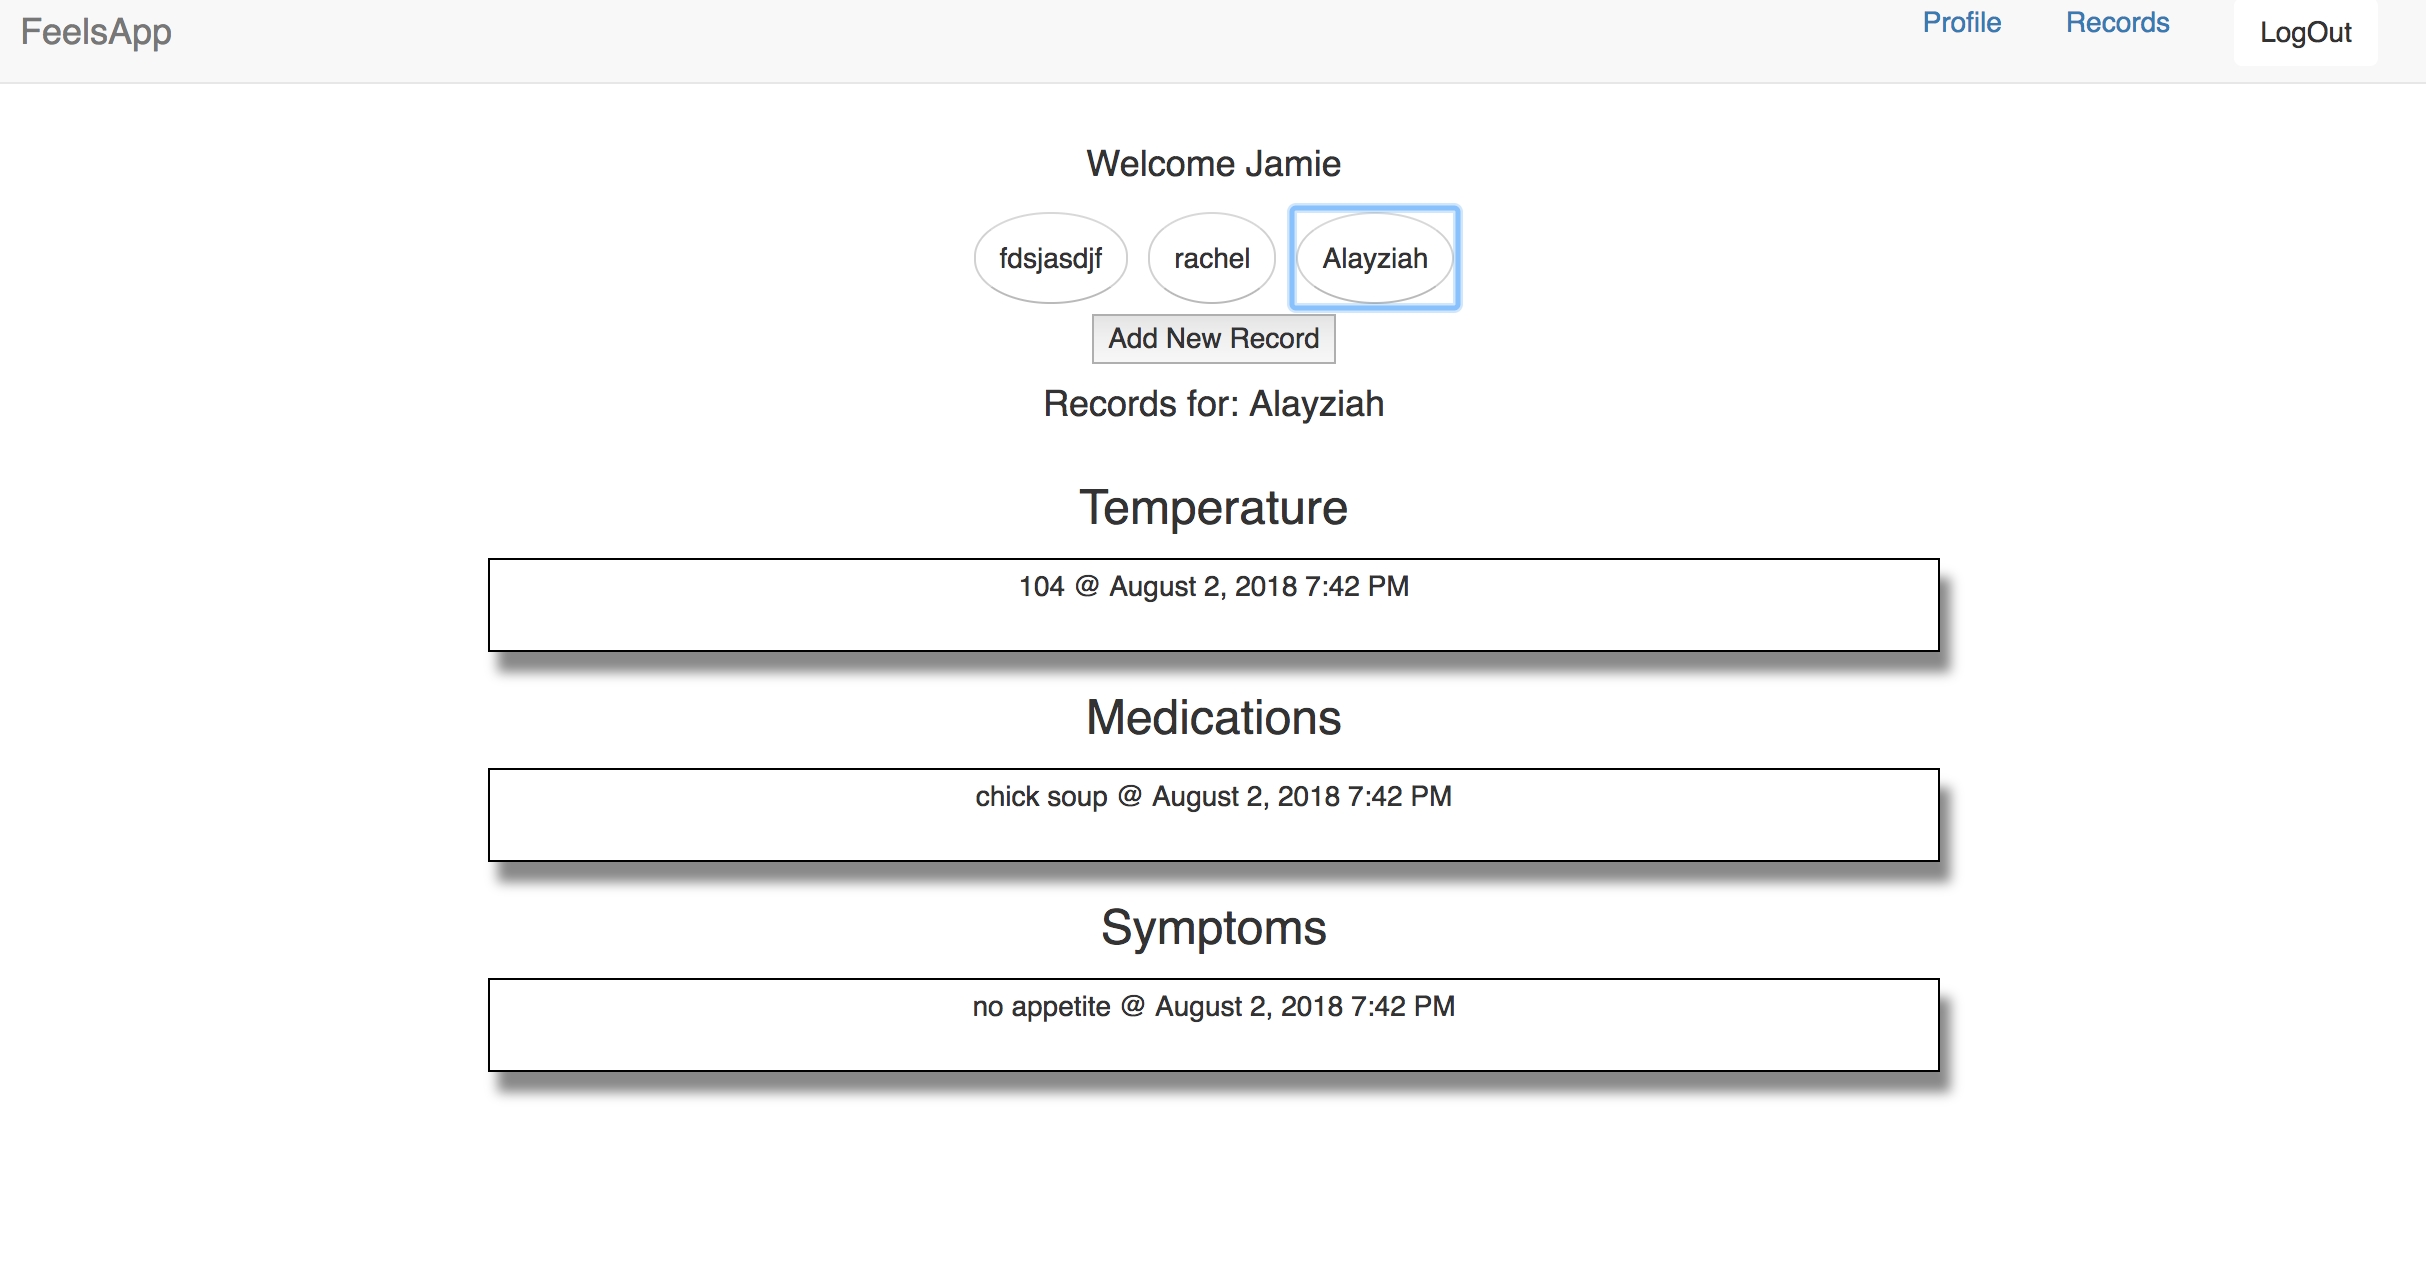 FeelsApp Profile Records LogOut
Welcome Jamie
fdsjasdjf rachel Alayziah
Add New Record
Records for: Alayziah
Temperature
104 @ August 2, 2018 7:42 PM
Medications
chick soup @ August 2, 2018 7:42 PM
Symptoms
no appetite @ August 2, 2018 7:42 PM